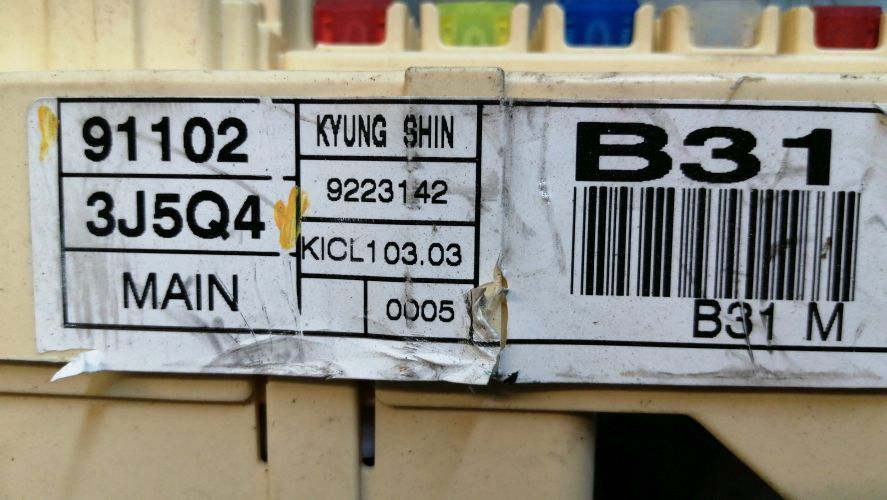 91102
3J5Q4
MAIN
KYUNG SHIN
9223142
KICL103.03
0005
B31
B31 M